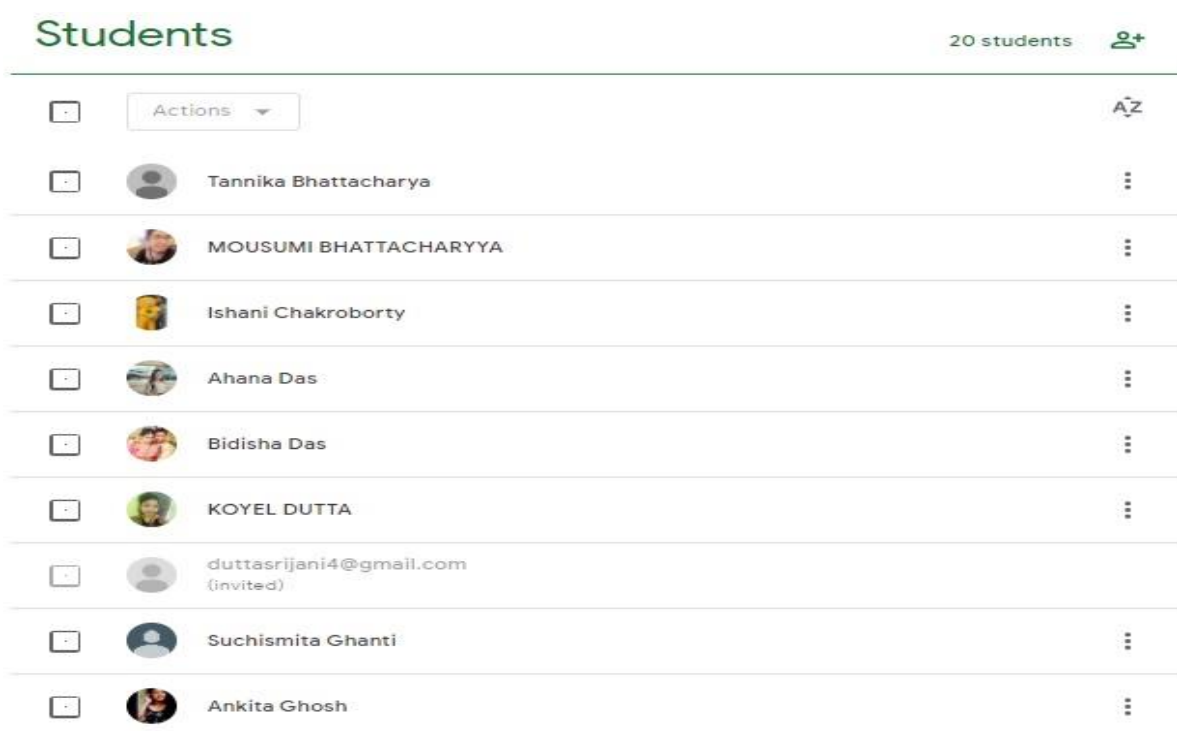 Students
20 students
Actions
AZ
Tannika Bhattacharya
MOUSUMI BHATTACHARYYA
Ishani Chakroborty
Ahana Das
Bidisha Das
KOYEL DUTTA
duttasrijani4@gmail.com
(invited)
Suchismita Ghanti
Ankita Ghosh